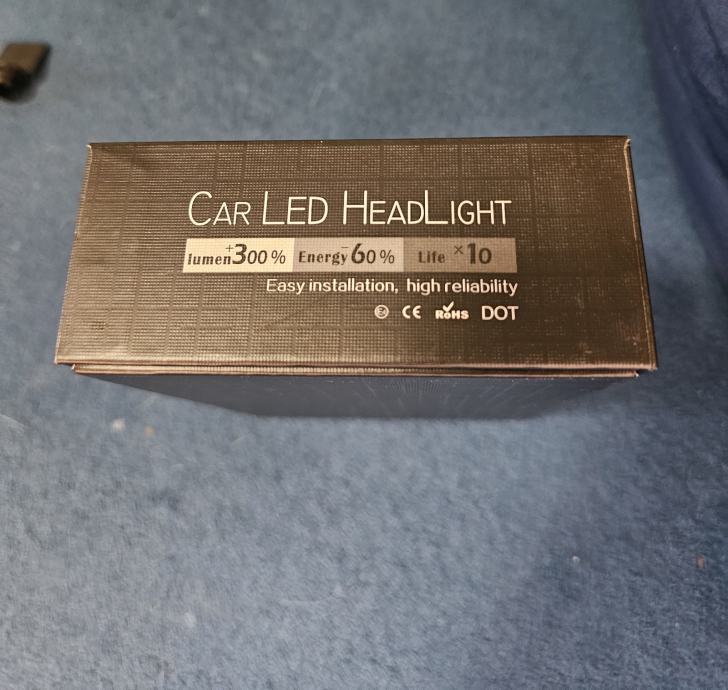 CAR LED HEADLIGHT
lumen +300% Energy -60% Life ×10
Easy installation, high reliability
CE RoHS DOT